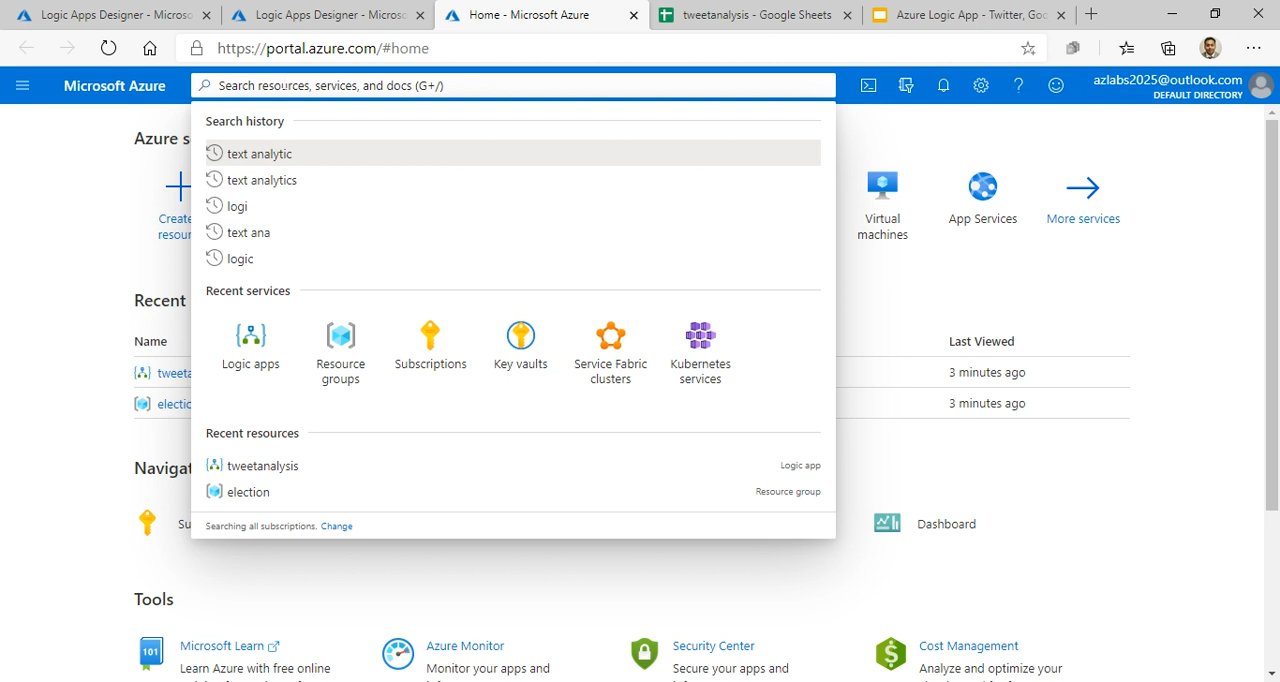 Logic Apps Designer - Microso
Logic Apps Designer - Microso
Home - Microsoft Azure
tweetanalysis - Google Sheets
Azure Logic App - Twitter, Goo
https://portal.azure.com/#home
Microsoft Azure
Search resources, services, and docs (G+/)
azlabs2025@outlook.com
DEFAULT DIRECTORY
Azure s
Search history
text analytic
text analytics
logi
text ana
logic
Create
resour
Virtual
machines
App Services
More services
Recent services
Logic apps
Resource
groups
Subscriptions
Key vaults
Service Fabric
clusters
Kubernetes
services
Recent
Name
Last Viewed
tweeta
3 minutes ago
electio
3 minutes ago
Recent resources
tweetanalysis
Logic app
election
Resource group
Searching all subscriptions. Change
Navigat
Su
Dashboard
Tools
101
Microsoft Learn
Learn Azure with free online
Azure Monitor
Monitor your apps and
Security Center
Secure your apps and
Cost Management
Analyze and optimize your